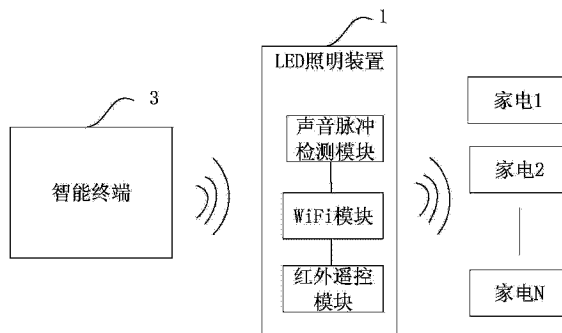 3
智能终端
1
LED照明装置
声音脉冲
检测模块
WiFi模块
红外遥控
模块
家电1
家电2
家电N